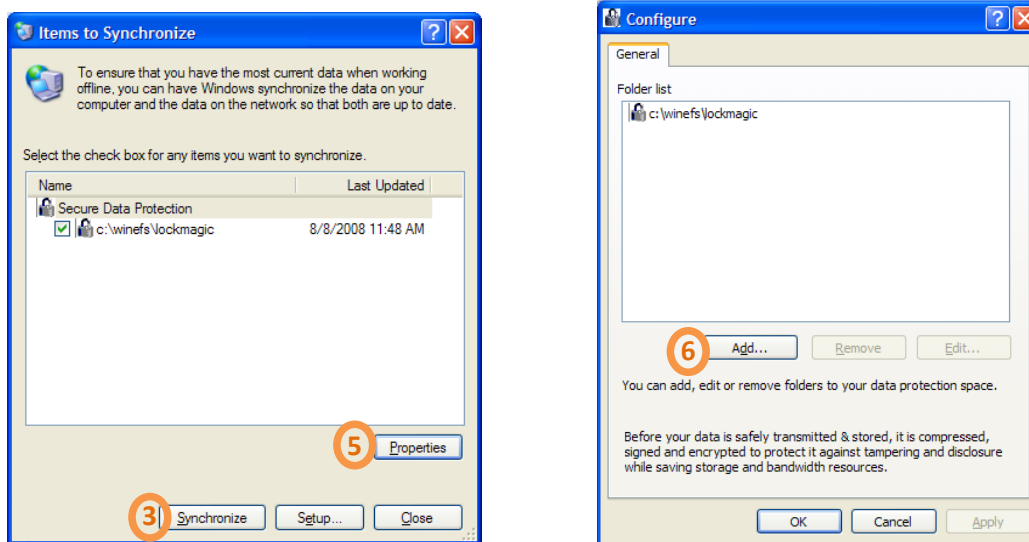 Items to Synchronize
To ensure that you have the most current data when working
offline, you can have Windows synchronize the data on your
computer and the data on the network so that both are up to date.
Select the check box for any items you want to synchronize.
Name Last Updated
Secure Data Protection
c:\winefs\lockmagic 8/8/2008 11:48 AM
5 Properties
3 Synchronize Setup... Close
Configure
General
Folder list
c:\winefs\lockmagic
6 Add... Remove Edit...
You can add, edit or remove folders to your data protection space.
Before your data is safely transmitted & stored, it is compressed,
signed and encrypted to protect it against tampering and disclosure
while saving storage and bandwidth resources.
OK Cancel Apply